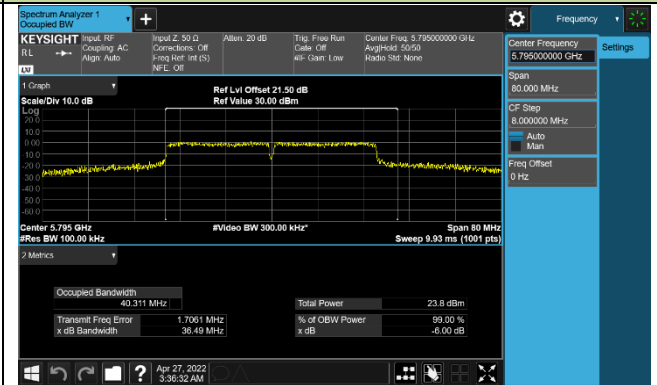 Spectrum Analyzer 1
Occupied BW
+
Frequency
KEYSIGHT
RL
LXI
Input: RF
Coupling: AC
Align: Auto
Input Z: 50 Ω
Corrections: Off
Freq Ref: Int (S)
NFE: Off
Atten: 20 dB
Trig: Free Run
Gate: Off
#IF Gain: Low
Center Freq: 5.795000000 GHz
Avg|Hold: 50/50
Radio Std: None
Center Frequency
5.795000000 GHz
Settings
Span
80.000 MHz
CF Step
8.000000 MHz
Auto
Man
Freq Offset
0 Hz
1 Graph
Scale/Div 10.0 dB
Ref Lvl Offset 21.50 dB
Ref Value 30.00 dBm
Log
20.0
10.0
0.00
-10.0
-20.0
-30.0
-40.0
-50.0
-60.0
Center 5.795 GHz
#Res BW 100.00 kHz
#Video BW 300.00 kHz*
Span 80 MHz
Sweep 9.93 ms (1001 pts)
2 Metrics
Occupied Bandwidth
40.311 MHz
Total Power 23.8 dBm
Transmit Freq Error 1.7061 MHz
% of OBW Power 99.00 %
x dB Bandwidth 36.49 MHz
x dB -6.00 dB
?
Apr 27, 2022
3:36:32 AM